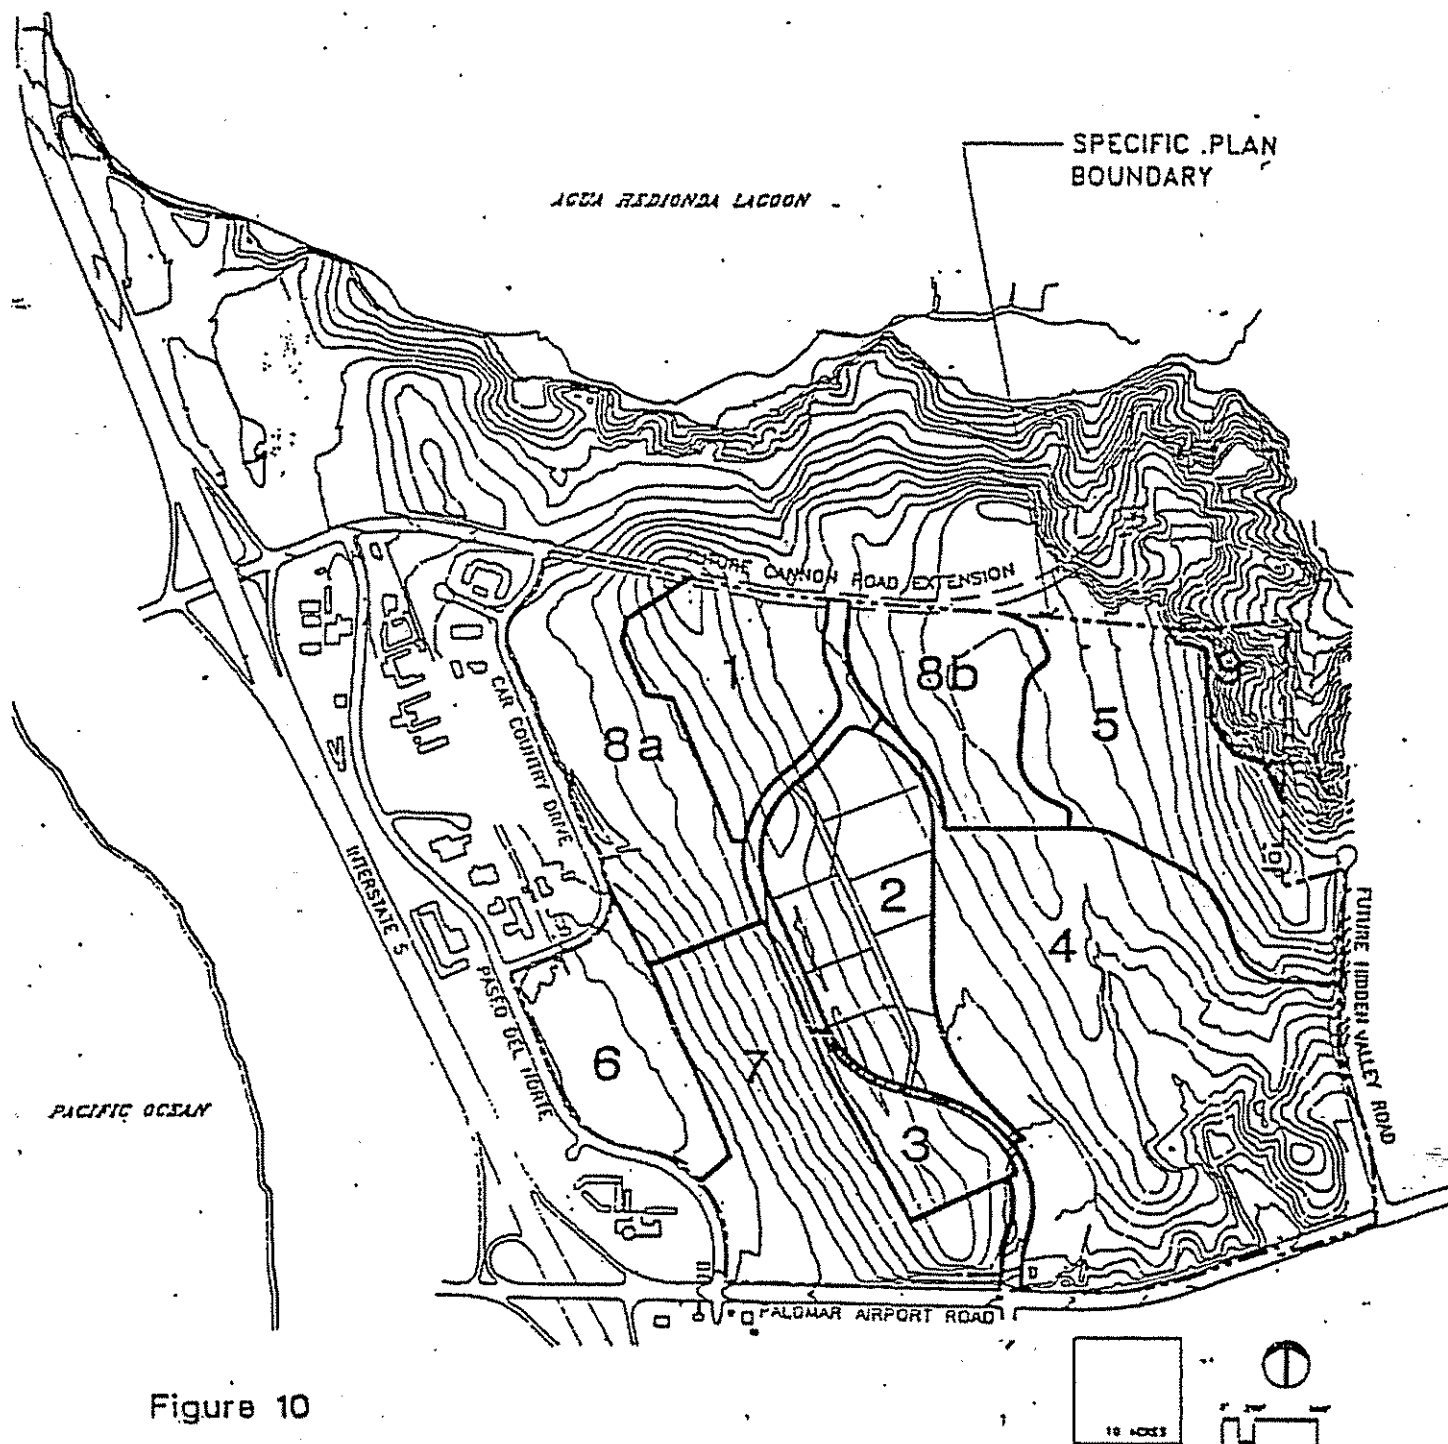 SPECIFIC PLAN
BOUNDARY
LAGOON
FUTURE CANNON ROAD EXTENSION
1
8b
5
9
8a
CAR COUNTRY DRIVE
2
4
INTERSTATE 5
PASEO DEL NORTE
6
7
3
FUTURE HIDDEN VALLEY ROAD
PACIFIC OCEAN
PALOMAR AIRPORT ROAD
10 ACRES
Figure 10